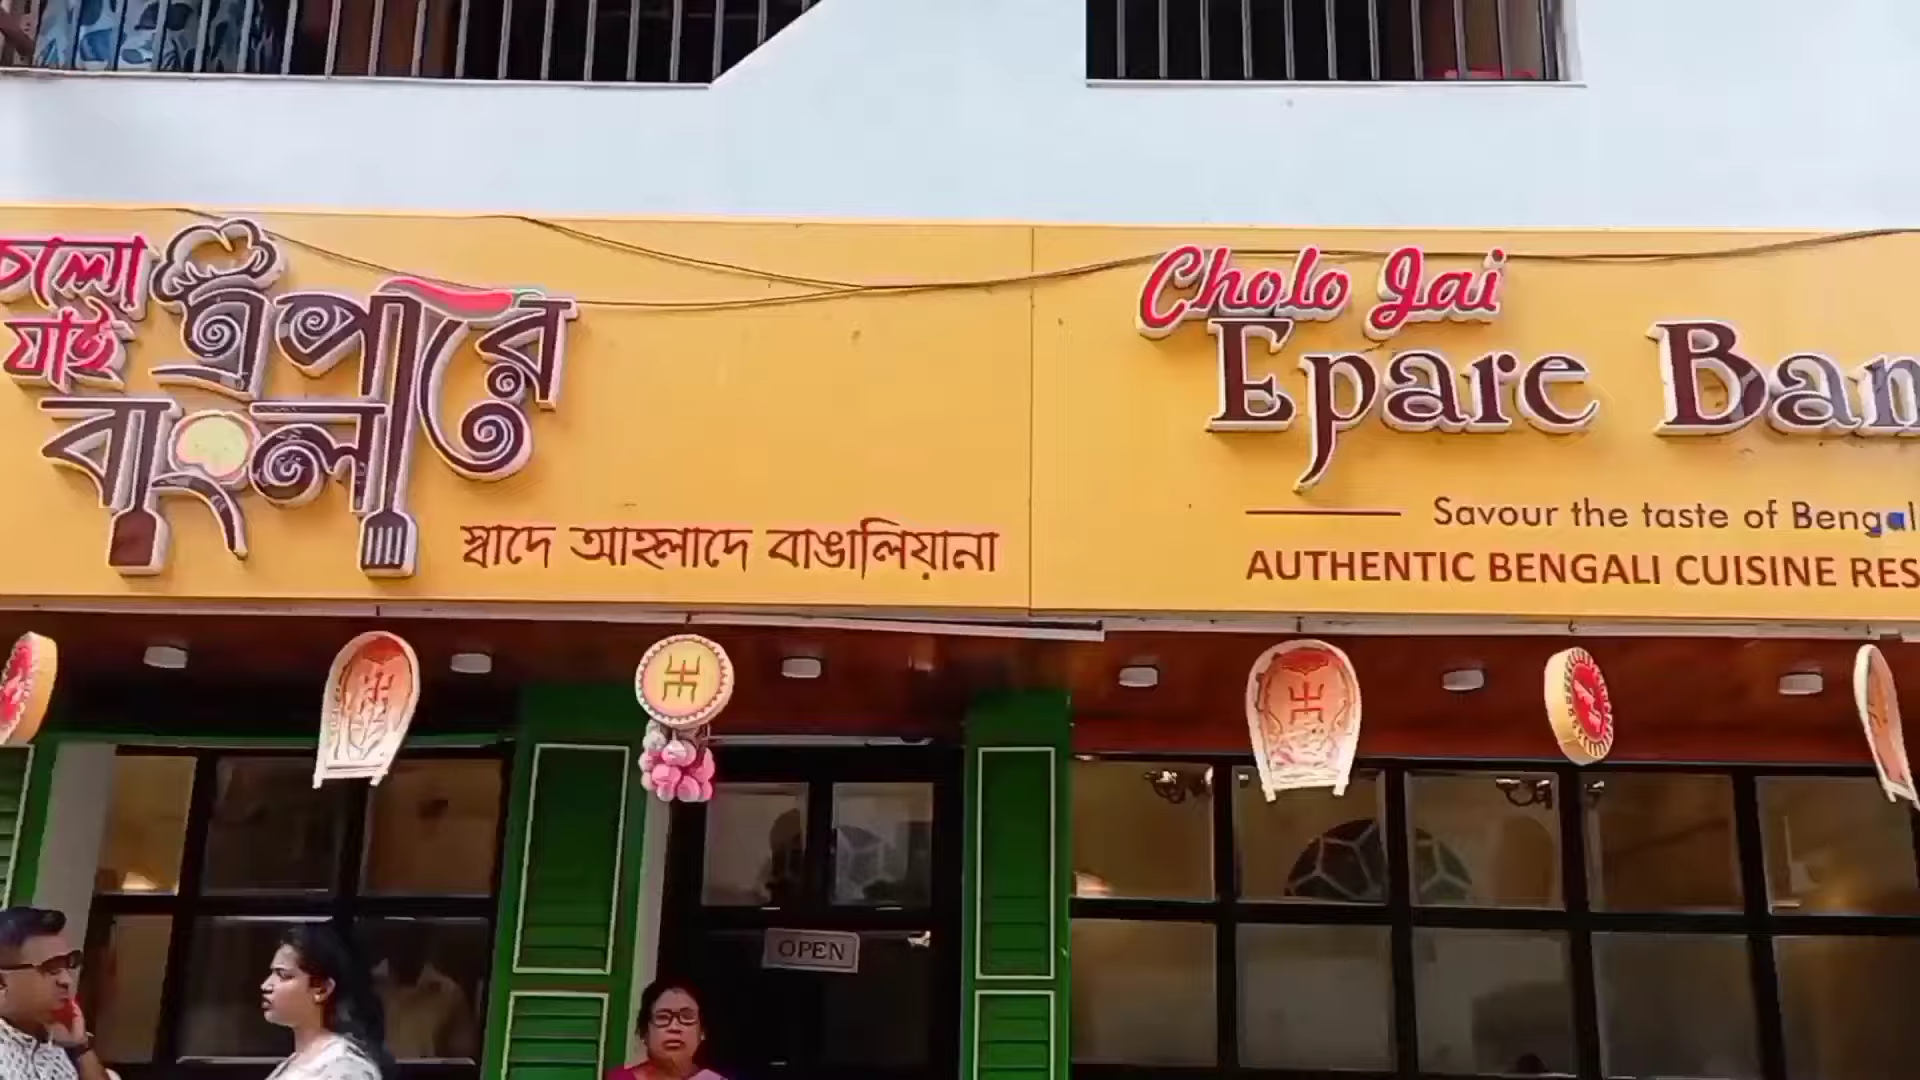 চলো
যাই
এপারে
বাংলা
স্বাদে আহ্লাদে বাঙালিয়ানা
Cholo Jai
Epare Ban
Savour the taste of Bengal
AUTHENTIC BENGALI CUISINE RES
OPEN